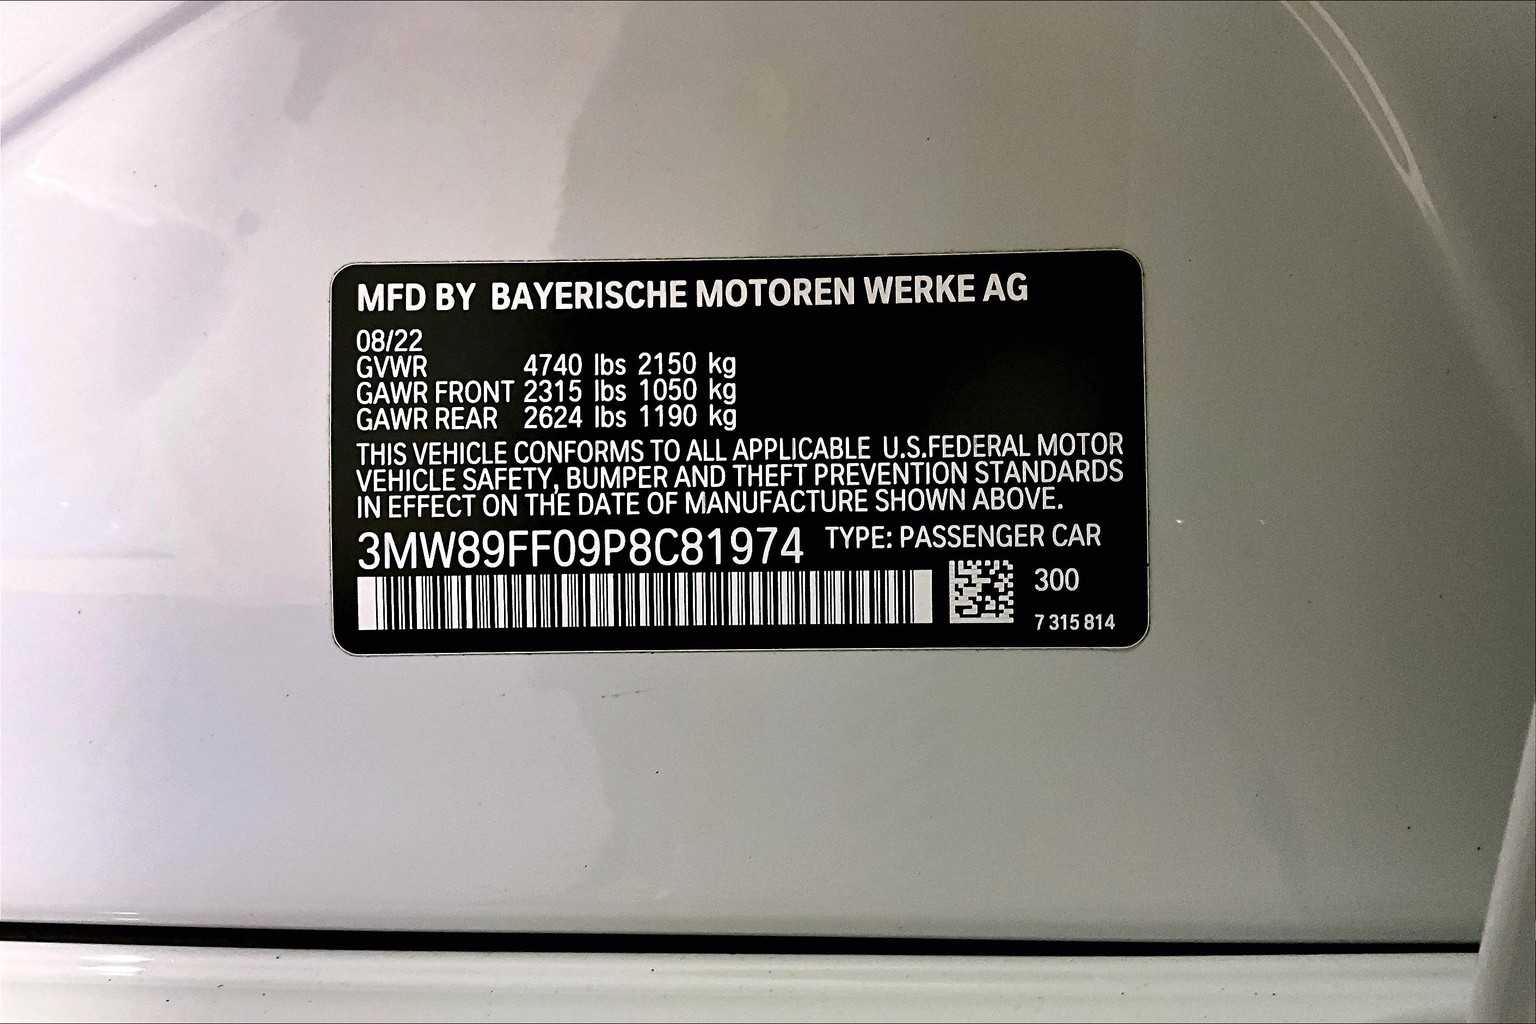 MFD BY BAYERISCHE MOTOREN WERKE AG
08/22
GVWR 4740 lbs 2150 kg
GAWR FRONT 2315 lbs 1050 kg
GAWR REAR 2624 lbs 1190 kg
THIS VEHICLE CONFORMS TO ALL APPLICABLE U.S.FEDERAL MOTOR
VEHICLE SAFETY, BUMPER AND THEFT PREVENTION STANDARDS
IN EFFECT ON THE DATE OF MANUFACTURE SHOWN ABOVE.
3MW89FF09P8C81974 TYPE: PASSENGER CAR
300
7 315 814